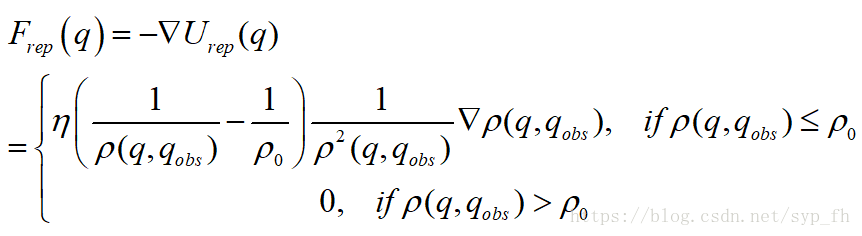 F_rep(q) = -∇U_rep(q)
= { η(1/ρ(q,q_obs) - 1/ρ_0) 1/ρ²(q,q_obs) ∇ρ(q,q_obs), if ρ(q,q_obs) ≤ ρ_0
0, if ρ(q,q_obs) > ρ_0
https://blog.csdn.net/syp_fh